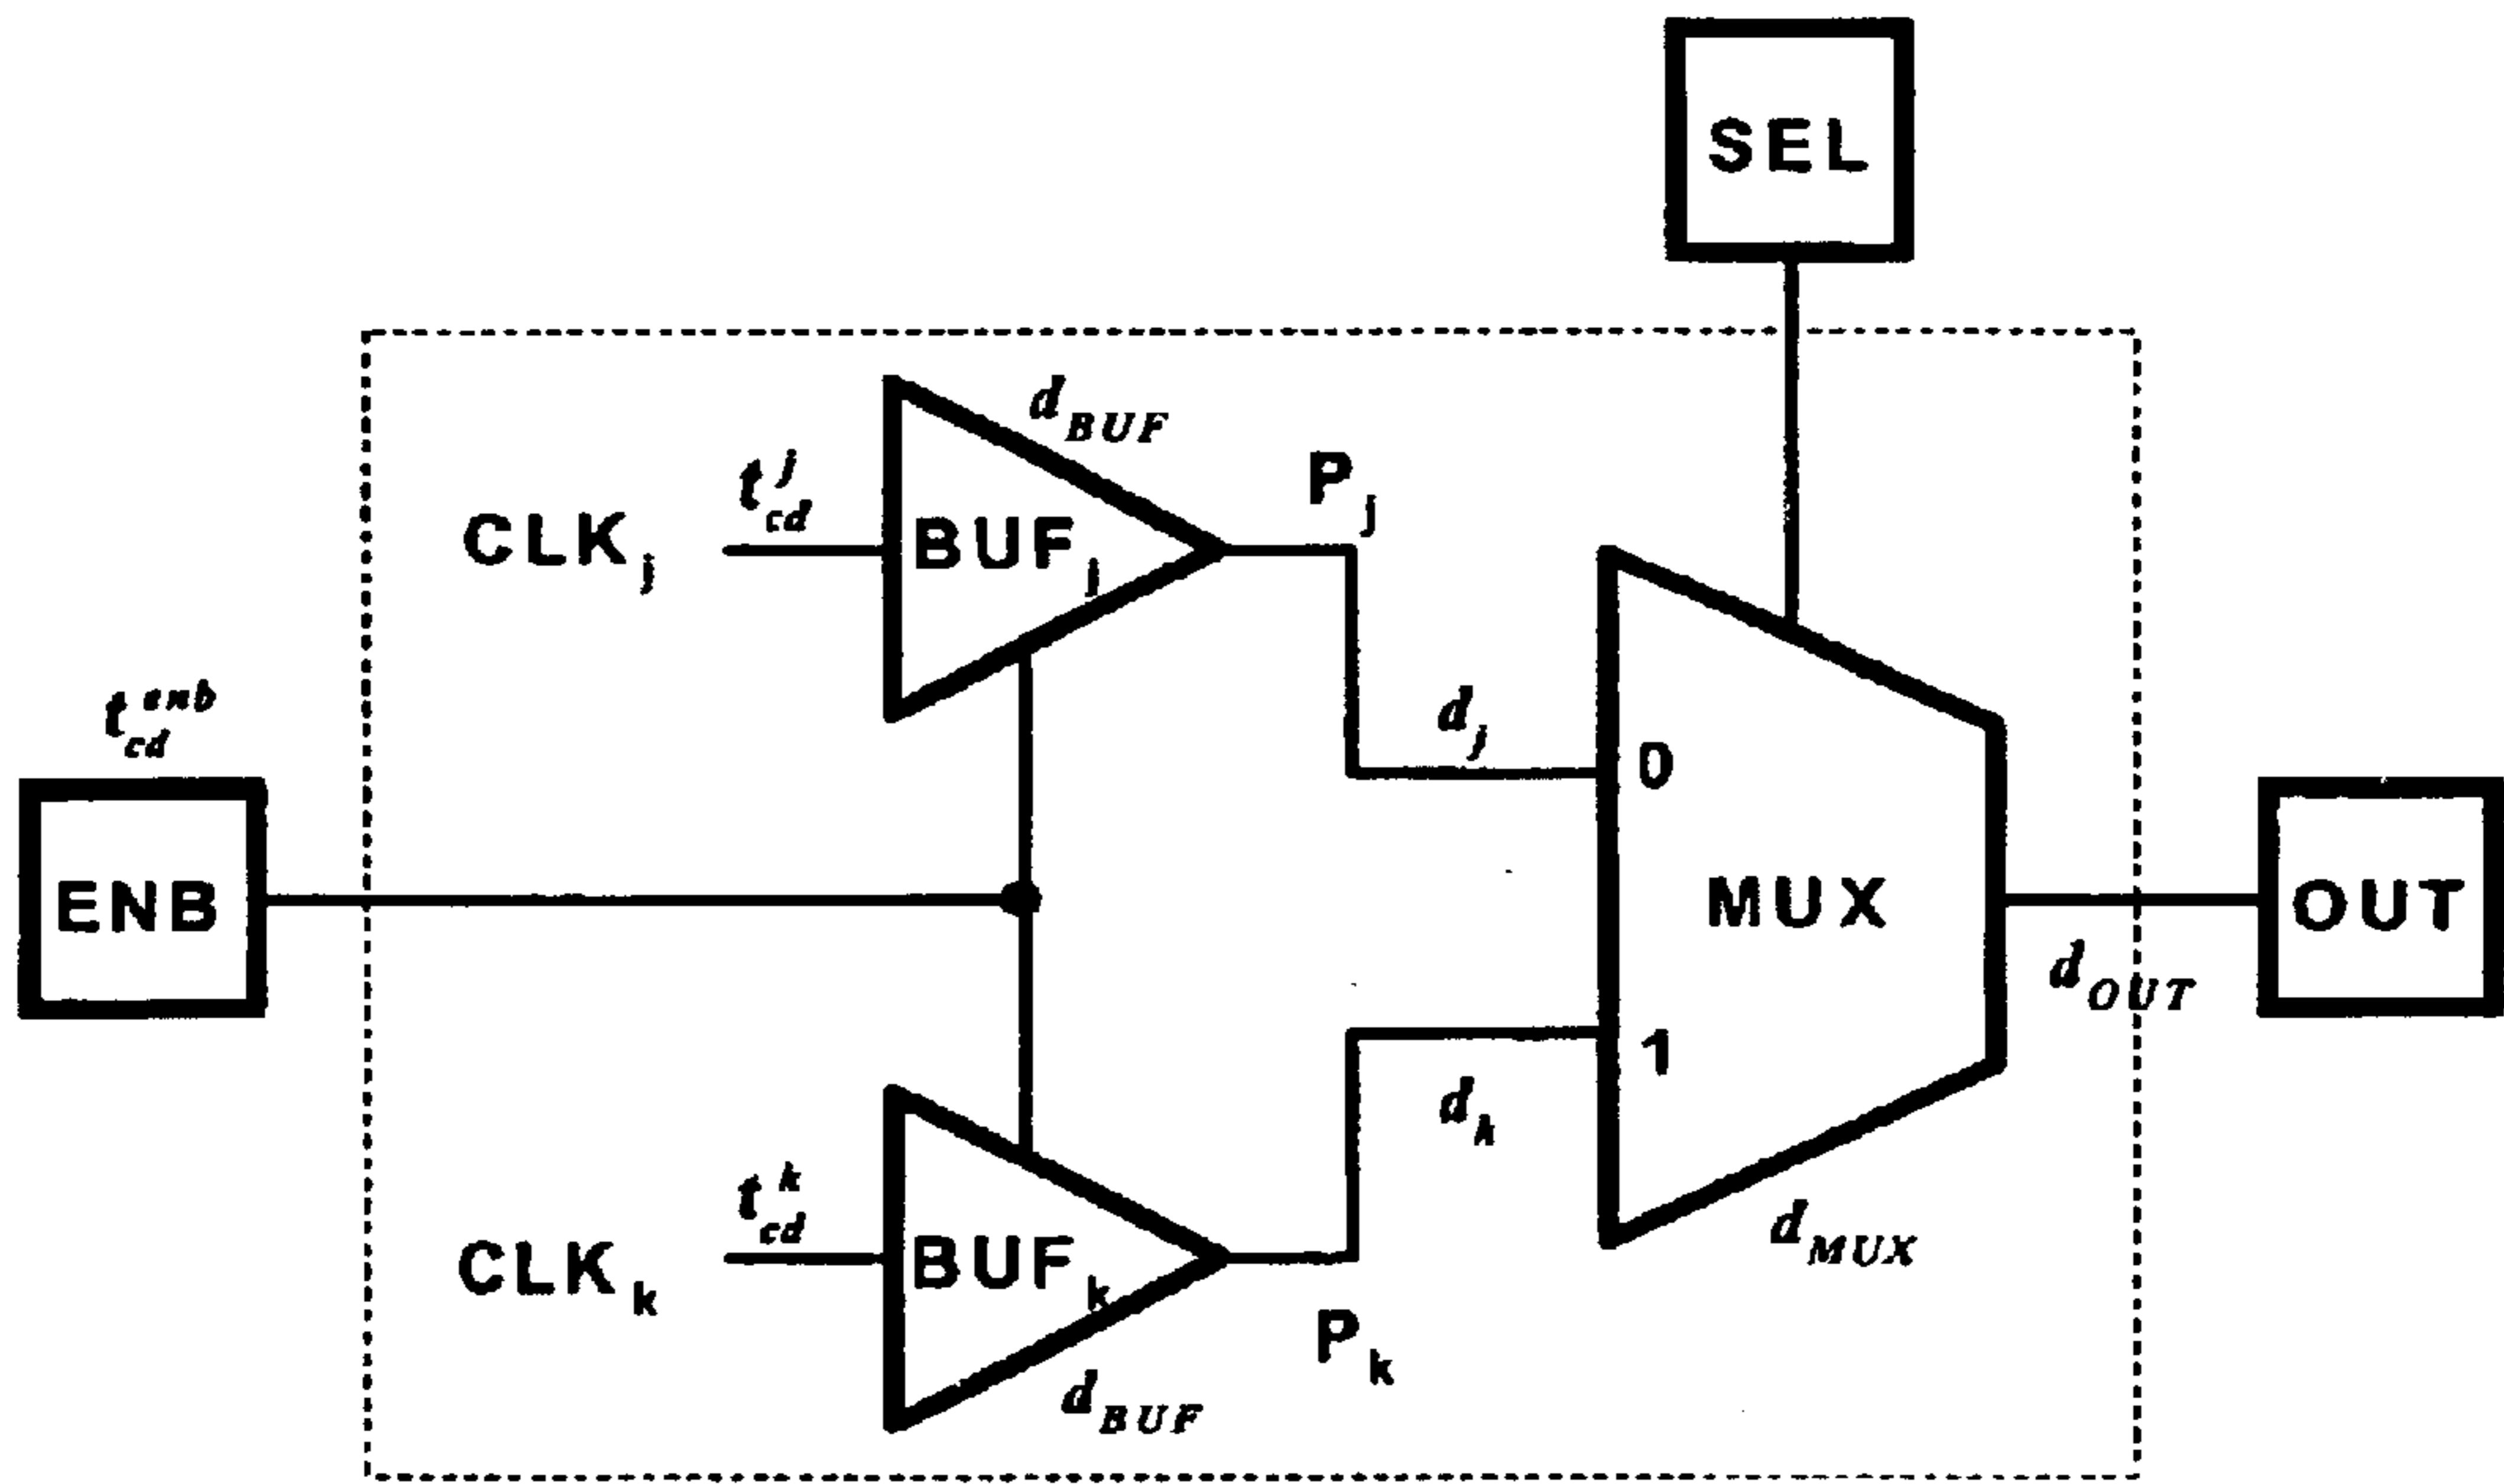 SEL
d_BUF
P_j
t_cd^j
CLK_j
BUF_j
d_j
t_cd^enb
0
ENB
MUX
OUT
d_OUT
1
d_k
t_cd^k
d_MUX
CLK_k
BUF_k
P_k
d_BUF